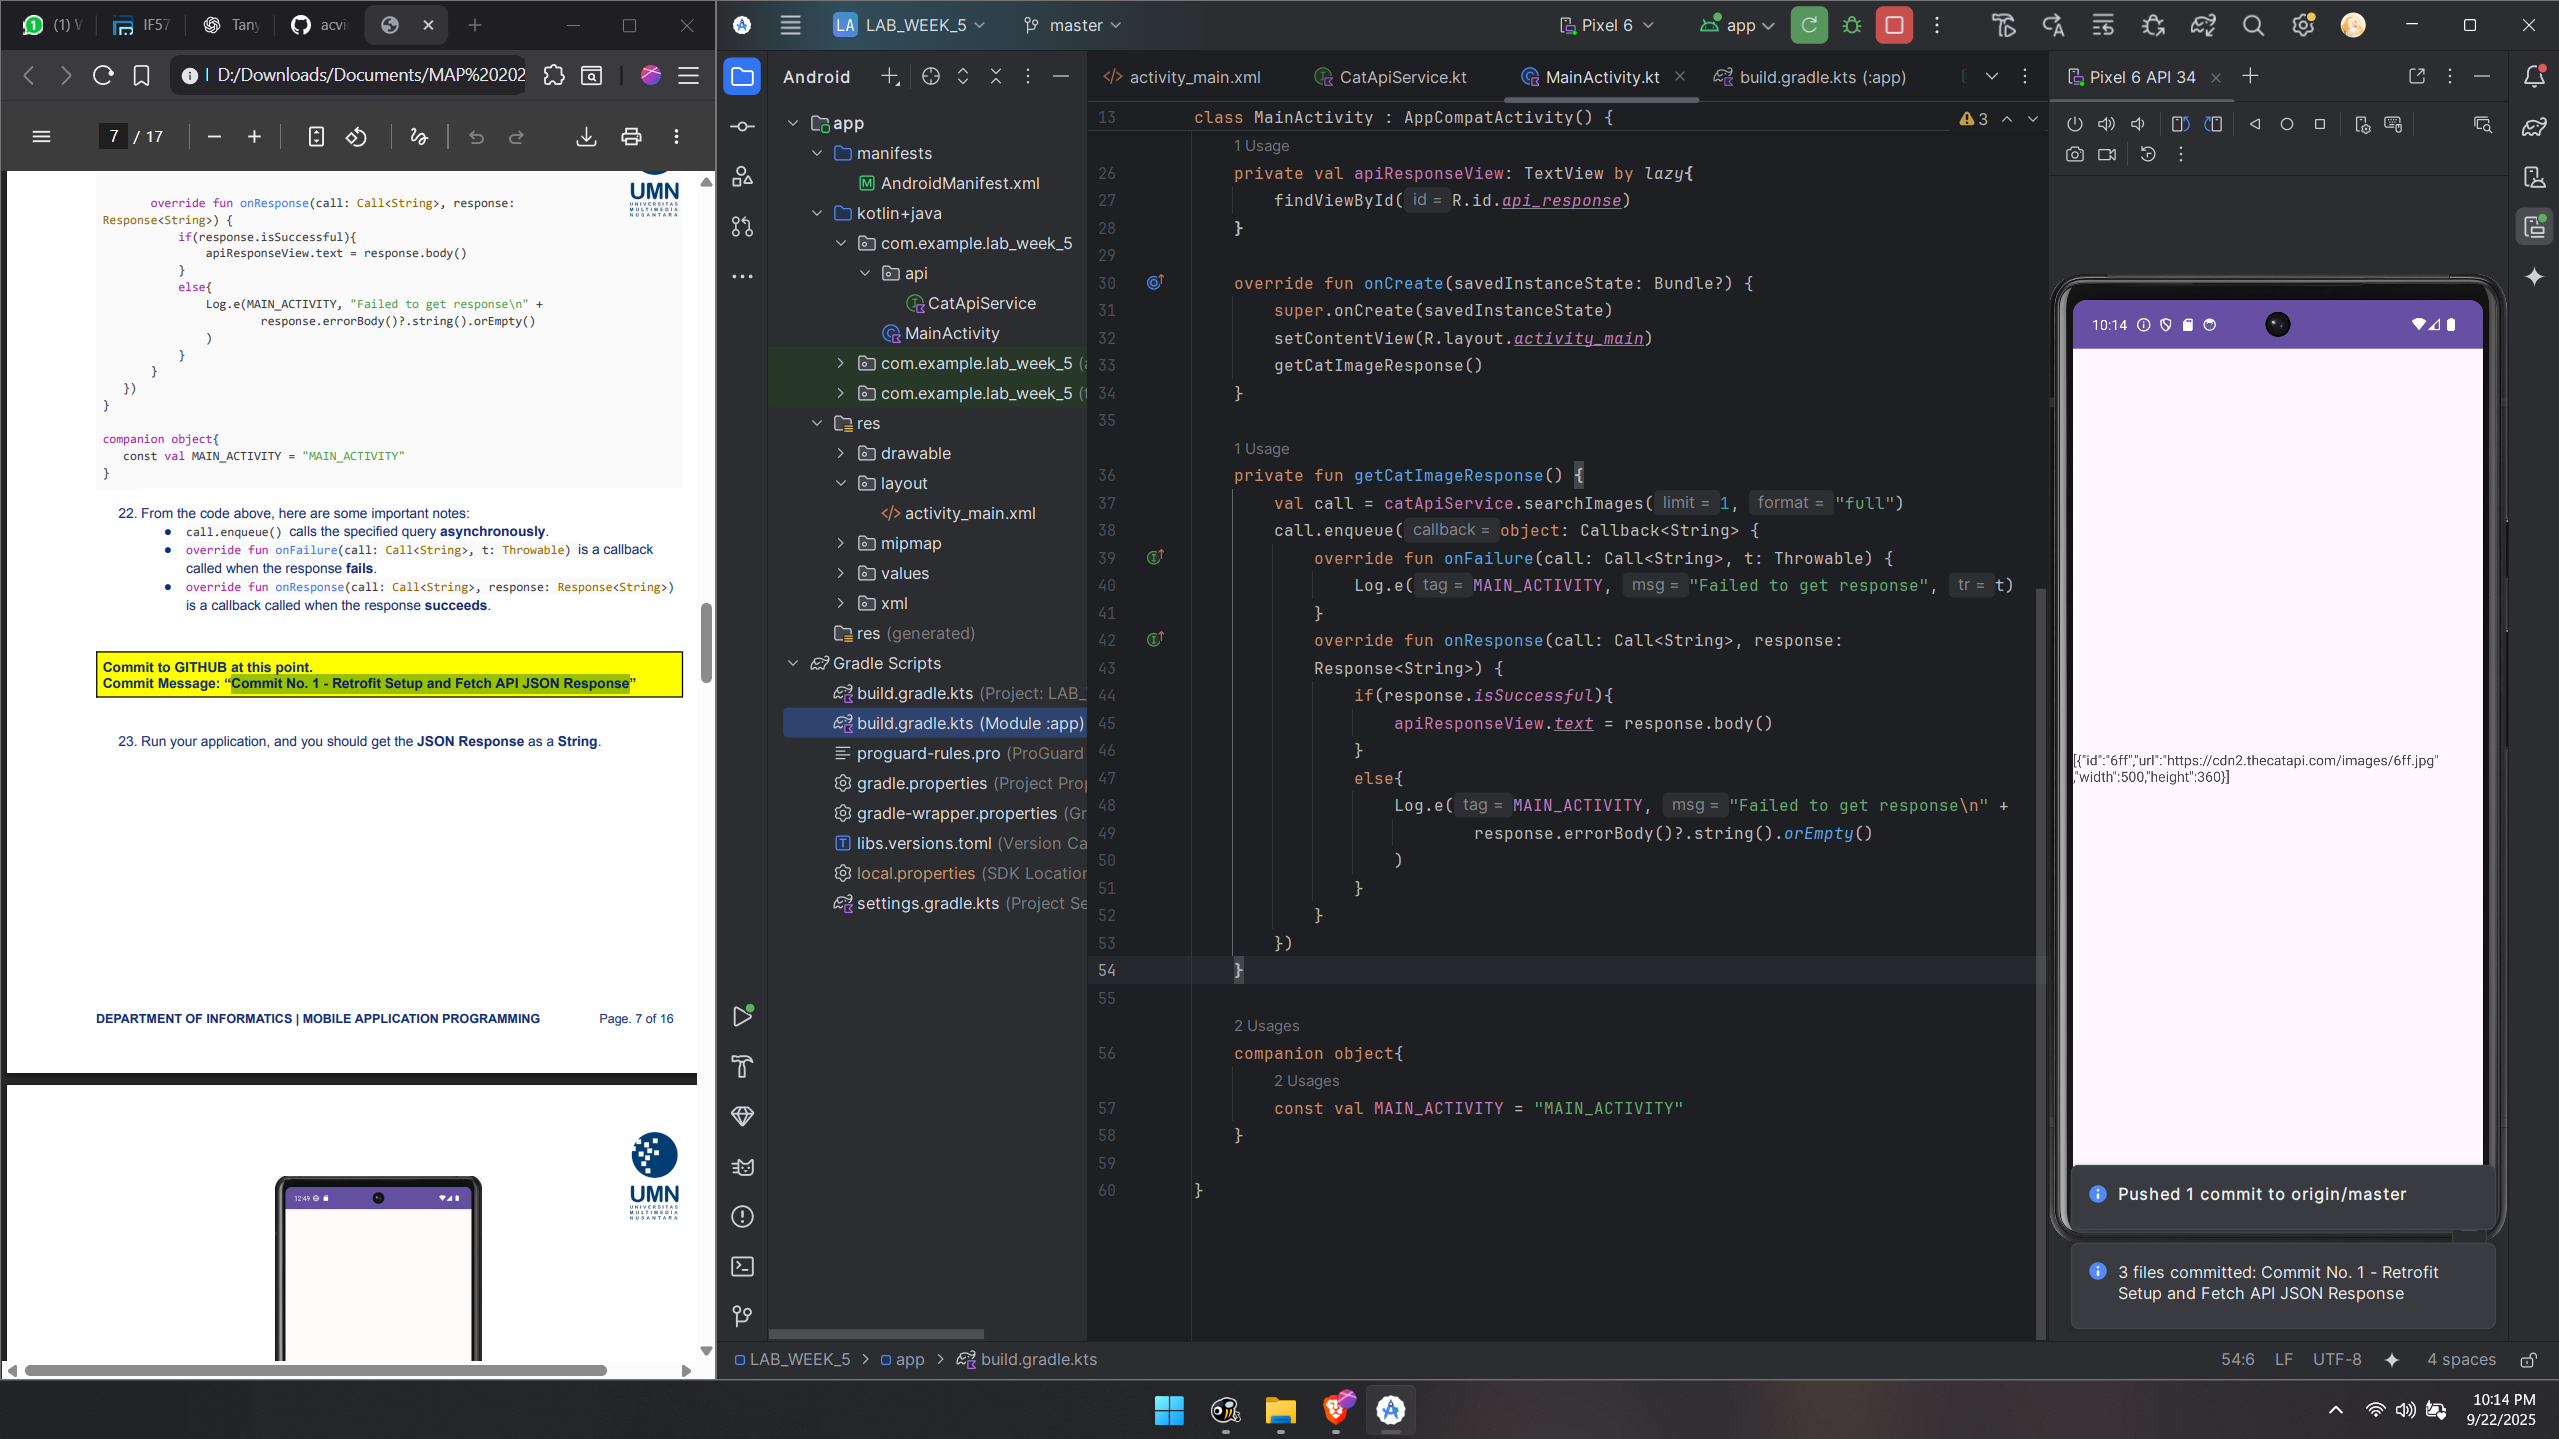 (1) W
IF57
Tany
acvi
D:/Downloads/Documents/MAP%20202
7 / 17
UMN
UNIVERSITAS
MULTIMEDIA
NUSANTARA
override fun onResponse(call: Call<String>, response:
Response<String>) {
if(response.isSuccessful){
apiResponseView.text = response.body()
}
else{
Log.e(MAIN_ACTIVITY, "Failed to get response\n" +
response.errorBody()?.string().orEmpty()
)
}
}
})
}
companion object{
const val MAIN_ACTIVITY = "MAIN_ACTIVITY"
}
22. From the code above, here are some important notes:
● call.enqueue() calls the specified query asynchronously.
● override fun onFailure(call: Call<String>, t: Throwable) is a callback
called when the response fails.
● override fun onResponse(call: Call<String>, response: Response<String>)
is a callback called when the response succeeds.
Commit to GITHUB at this point.
Commit Message: “Commit No. 1 - Retrofit Setup and Fetch API JSON Response”
23. Run your application, and you should get the JSON Response as a String.
DEPARTMENT OF INFORMATICS | MOBILE APPLICATION PROGRAMMING Page. 7 of 16
UMN
UNIVERSITAS
MULTIMEDIA
NUSANTARA
12:49
LA LAB_WEEK_5
master
Pixel 6
app
Android
app
manifests
AndroidManifest.xml
kotlin+java
com.example.lab_week_5
api
CatApiService
MainActivity
com.example.lab_week_5 (a
com.example.lab_week_5 (t
res
drawable
layout
activity_main.xml
mipmap
values
xml
res (generated)
Gradle Scripts
build.gradle.kts (Project: LAB_
build.gradle.kts (Module :app)
proguard-rules.pro (ProGuard
gradle.properties (Project Prop
gradle-wrapper.properties (Gr
libs.versions.toml (Version Ca
local.properties (SDK Location
settings.gradle.kts (Project Se
activity_main.xml
CatApiService.kt
MainActivity.kt
build.gradle.kts (:app)
13 class MainActivity : AppCompatActivity() {
3
1 Usage
26 private val apiResponseView: TextView by lazy{
27 findViewById( id = R.id.api_response)
28 }
29
30 override fun onCreate(savedInstanceState: Bundle?) {
31 super.onCreate(savedInstanceState)
32 setContentView(R.layout.activity_main)
33 getCatImageResponse()
34 }
35
1 Usage
36 private fun getCatImageResponse() {
37 val call = catApiService.searchImages( limit = 1, format = "full")
38 call.enqueue( callback = object: Callback<String> {
39 override fun onFailure(call: Call<String>, t: Throwable) {
40 Log.e( tag = MAIN_ACTIVITY, msg = "Failed to get response", tr = t)
41 }
42 override fun onResponse(call: Call<String>, response:
43 Response<String>) {
44 if(response.isSuccessful){
45 apiResponseView.text = response.body()
46 }
47 else{
48 Log.e( tag = MAIN_ACTIVITY, msg = "Failed to get response\n" +
49 response.errorBody()?.string().orEmpty()
50 )
51 }
52 }
53 })
54 }
55
2 Usages
56 companion object{
2 Usages
57 const val MAIN_ACTIVITY = "MAIN_ACTIVITY"
58 }
59
60 }
Pixel 6 API 34
10:14
[{"id":"6ff","url":"https://cdn2.thecatapi.com/images/6ff.jpg"
,"width":500,"height":360}]
Pushed 1 commit to origin/master
3 files committed: Commit No. 1 - Retrofit
Setup and Fetch API JSON Response
LAB_WEEK_5 > app > build.gradle.kts
54:6 LF UTF-8 4 spaces
10:14 PM
9/22/2025